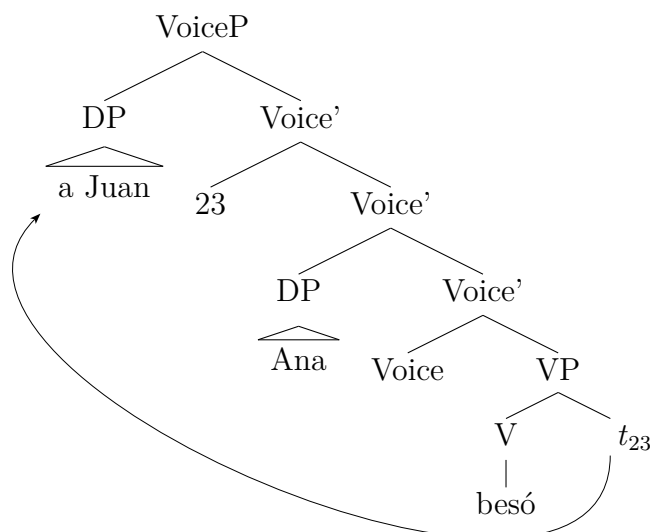 VoiceP
DP Voice'
a Juan 23 Voice'
DP Voice'
Ana Voice VP
V t23
besó